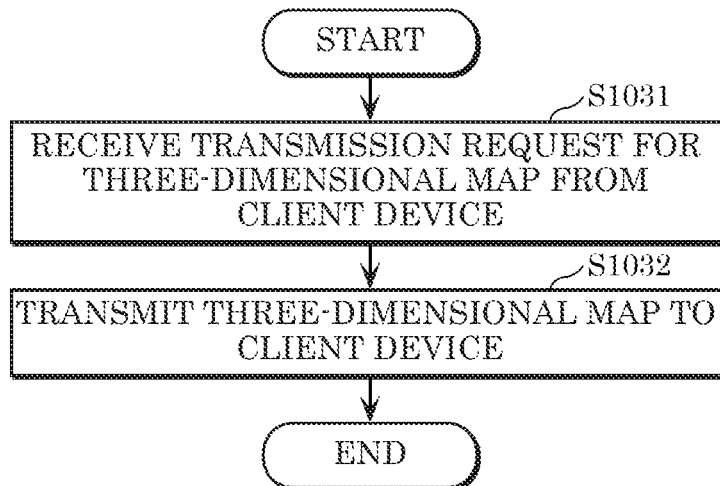 START
S1031
RECEIVE TRANSMISSION REQUEST FOR
THREE-DIMENSIONAL MAP FROM
CLIENT DEVICE
S1032
TRANSMIT THREE-DIMENSIONAL MAP TO
CLIENT DEVICE
END